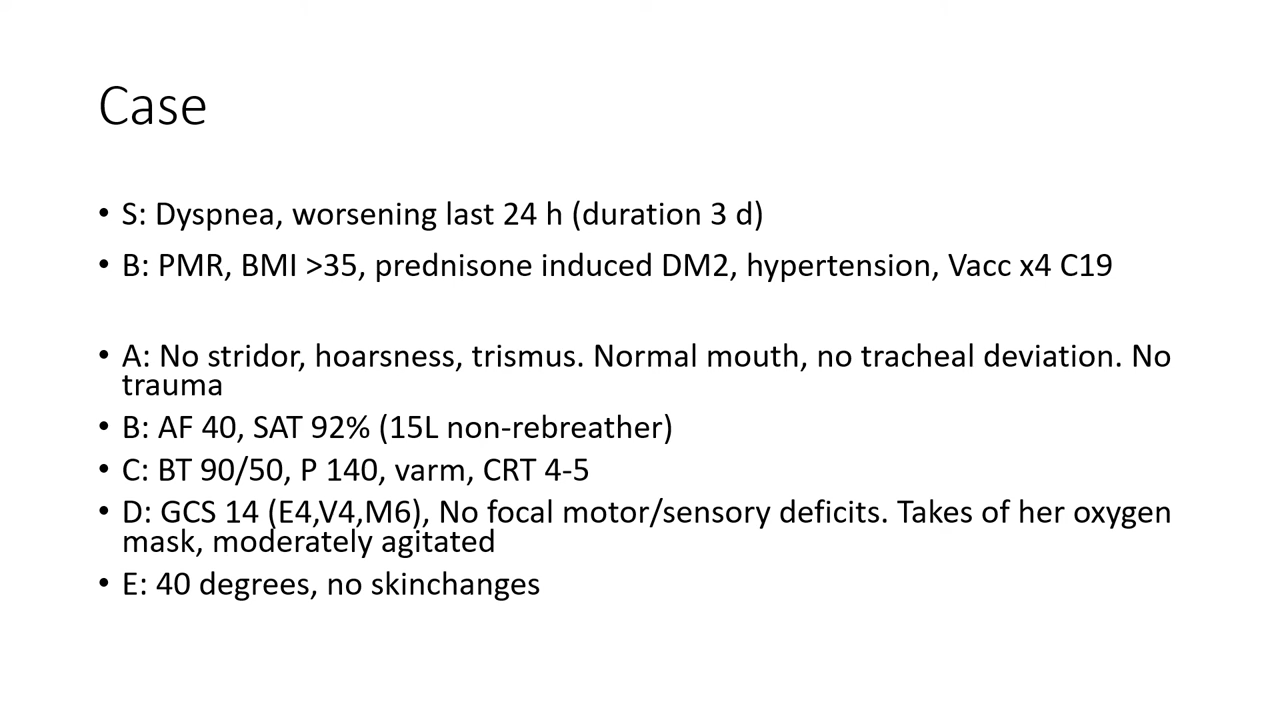 Case
• S: Dyspnea, worsening last 24 h (duration 3 d)
• B: PMR, BMI >35, prednisone induced DM2, hypertension, Vacc x4 C19
• A: No stridor, hoarsness, trismus. Normal mouth, no tracheal deviation. No
trauma
• B: AF 40, SAT 92% (15L non-rebreather)
• C: BT 90/50, P 140, varm, CRT 4-5
• D: GCS 14 (E4,V4,M6), No focal motor/sensory deficits. Takes of her oxygen
mask, moderately agitated
• E: 40 degrees, no skinchanges